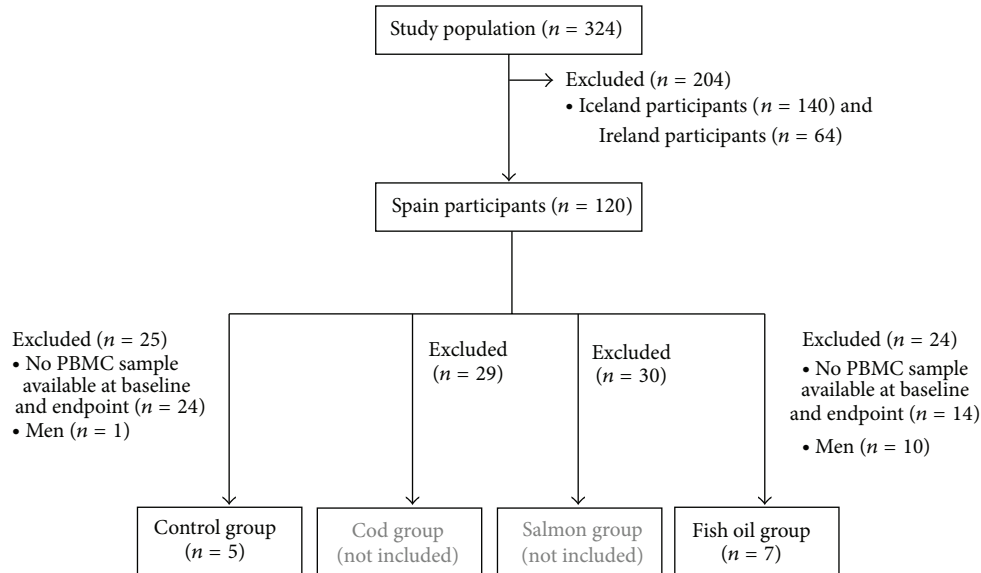 Study population (n = 324)
Excluded (n = 204)
• Iceland participants (n = 140) and
Ireland participants (n = 64)
Spain participants (n = 120)
Excluded (n = 25)
• No PBMC sample
available at baseline
and endpoint (n = 24)
• Men (n = 1)
Excluded
(n = 29)
Excluded
(n = 30)
Excluded (n = 24)
• No PBMC sample
available at baseline
and endpoint (n = 14)
• Men (n = 10)
Control group
(n = 5)
Cod group
(not included)
Salmon group
(not included)
Fish oil group
(n = 7)